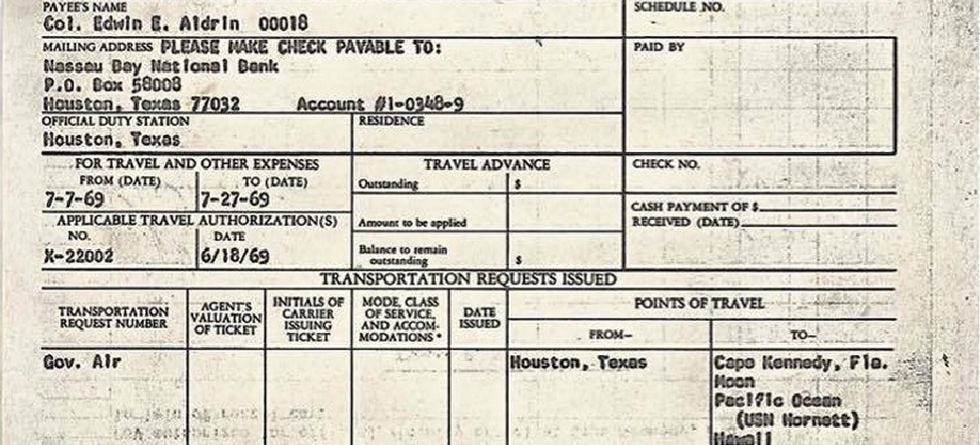 PAYEE'S NAME
Col. Edwin E. Aldrin 00018
SCHEDULE NO.
MAILING ADDRESS PLEASE MAKE CHECK PAYABLE TO:
Nassau Bay National Bank
P.O. Box 58008
Houston, Texas 77032 Account #1-0348-9
PAID BY
OFFICIAL DUTY STATION
Houston, Texas
RESIDENCE
FOR TRAVEL AND OTHER EXPENSES
FROM (DATE) TO (DATE)
7-7-69 7-27-69
APPLICABLE TRAVEL AUTHORIZATION(S)
NO. DATE
X-22002 6/18/69
TRAVEL ADVANCE
Outstanding $
Amount to be applied
Balance to remain
outstanding $
CHECK NO.
CASH PAYMENT OF $
RECEIVED (DATE)
TRANSPORTATION REQUESTS ISSUED
TRANSPORTATION
REQUEST NUMBER
AGENT'S
VALUATION
OF TICKET
INITIALS OF
CARRIER
ISSUING
TICKET
MODE, CLASS
OF SERVICE,
AND ACCOM-
MODATIONS *
DATE
ISSUED
POINTS OF TRAVEL
FROM— TO—
Gov. Air Houston, Texas Cape Kennedy, Fla.
Moon
Pacific Ocean
(USN Hornett)
Hawaii